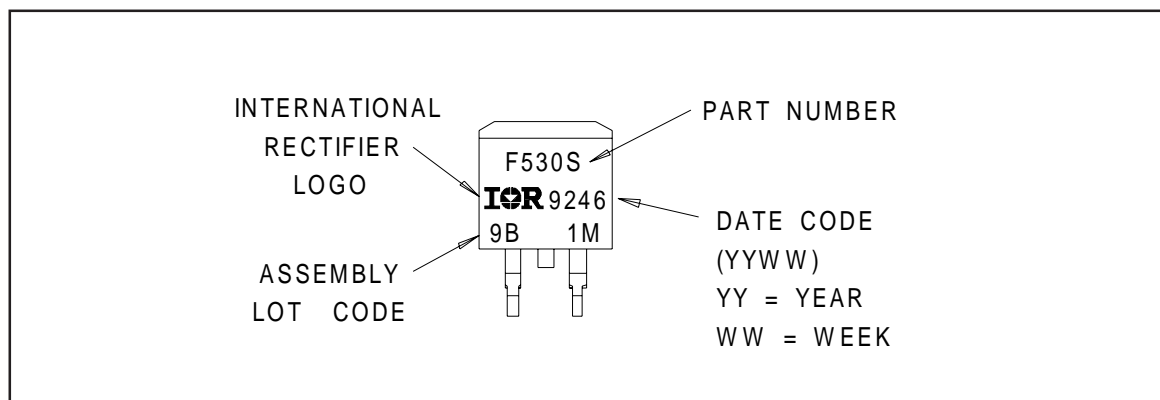 INTERNATIONAL
RECTIFIER
LOGO
PART NUMBER
F530S
IOR 9246
9B 1M
DATE CODE
(YYWW)
YY = YEAR
WW = WEEK
ASSEMBLY
LOT CODE